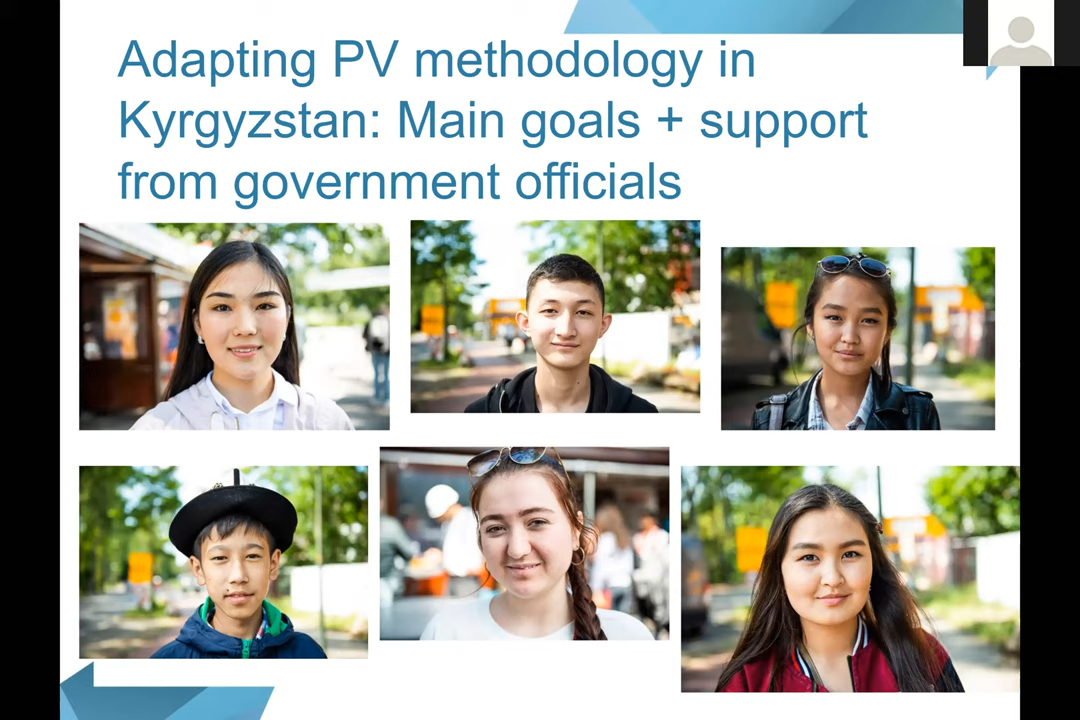 Adapting PV methodology in
Kyrgyzstan: Main goals + support
from government officials